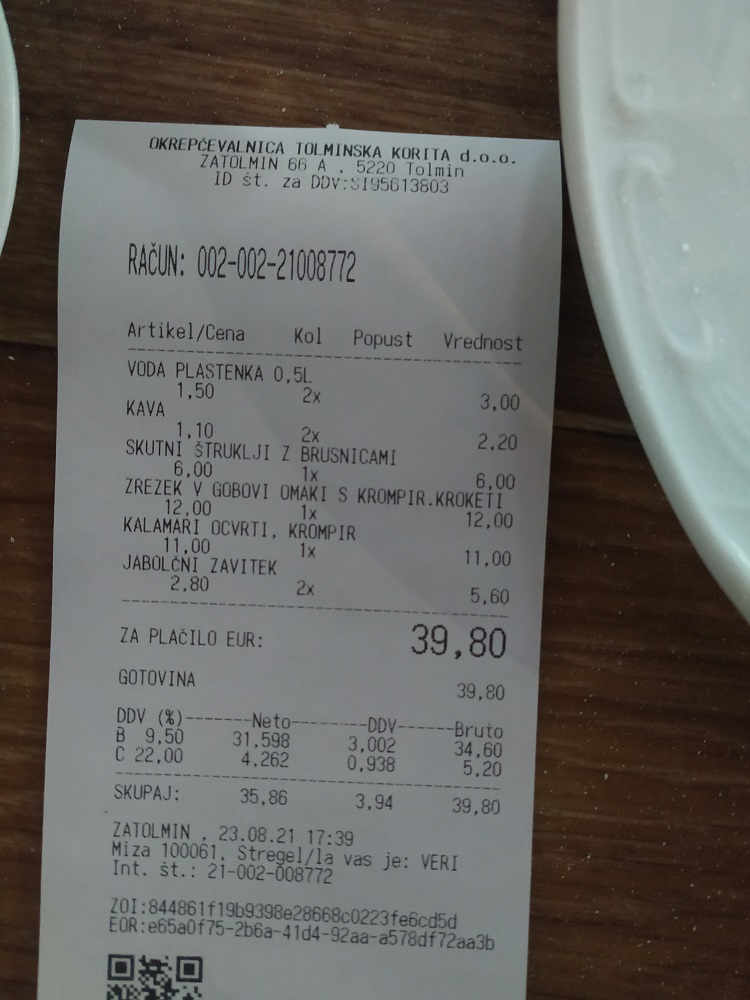 OKREPČEVALNICA TOLMINSKA KORITA d.o.o.
ZATOLMIN 66 A , 5220 Tolmin
ID št. za DDV:SI95613803
RAČUN: 002-002-21008772
Artikel/Cena Kol Popust Vrednost
VODA PLASTENKA 0,5L
1,50 2x 3,00
KAVA
1,10 2x 2,20
SKUTNI ŠTRUKLJI Z BRUSNICAMI
6,00 1x 6,00
ZREZEK V GOBOVI OMAKI S KROMPIR.KROKETI
12,00 1x 12,00
KALAMARI OCVRTI, KROMPIR
11,00 1x 11,00
JABOLČNI ZAVITEK
2,80 2x 5,60
ZA PLAČILO EUR: 39,80
GOTOVINA 39,80
DDV (%)-------Neto--------DDV------Bruto
B 9,50 31,598 3,002 34,60
C 22,00 4,262 0,938 5,20
SKUPAJ: 35,86 3,94 39,80
ZATOLMIN , 23.08.21 17:39
Miza 100061, Stregel/la vas je: VERI
Int. št.: 21-002-008772
ZOI:844861f19b9398e28668c0223fe6cd5d
EOR:e65a0f75-2b6a-41d4-92aa-a578df72aa3b